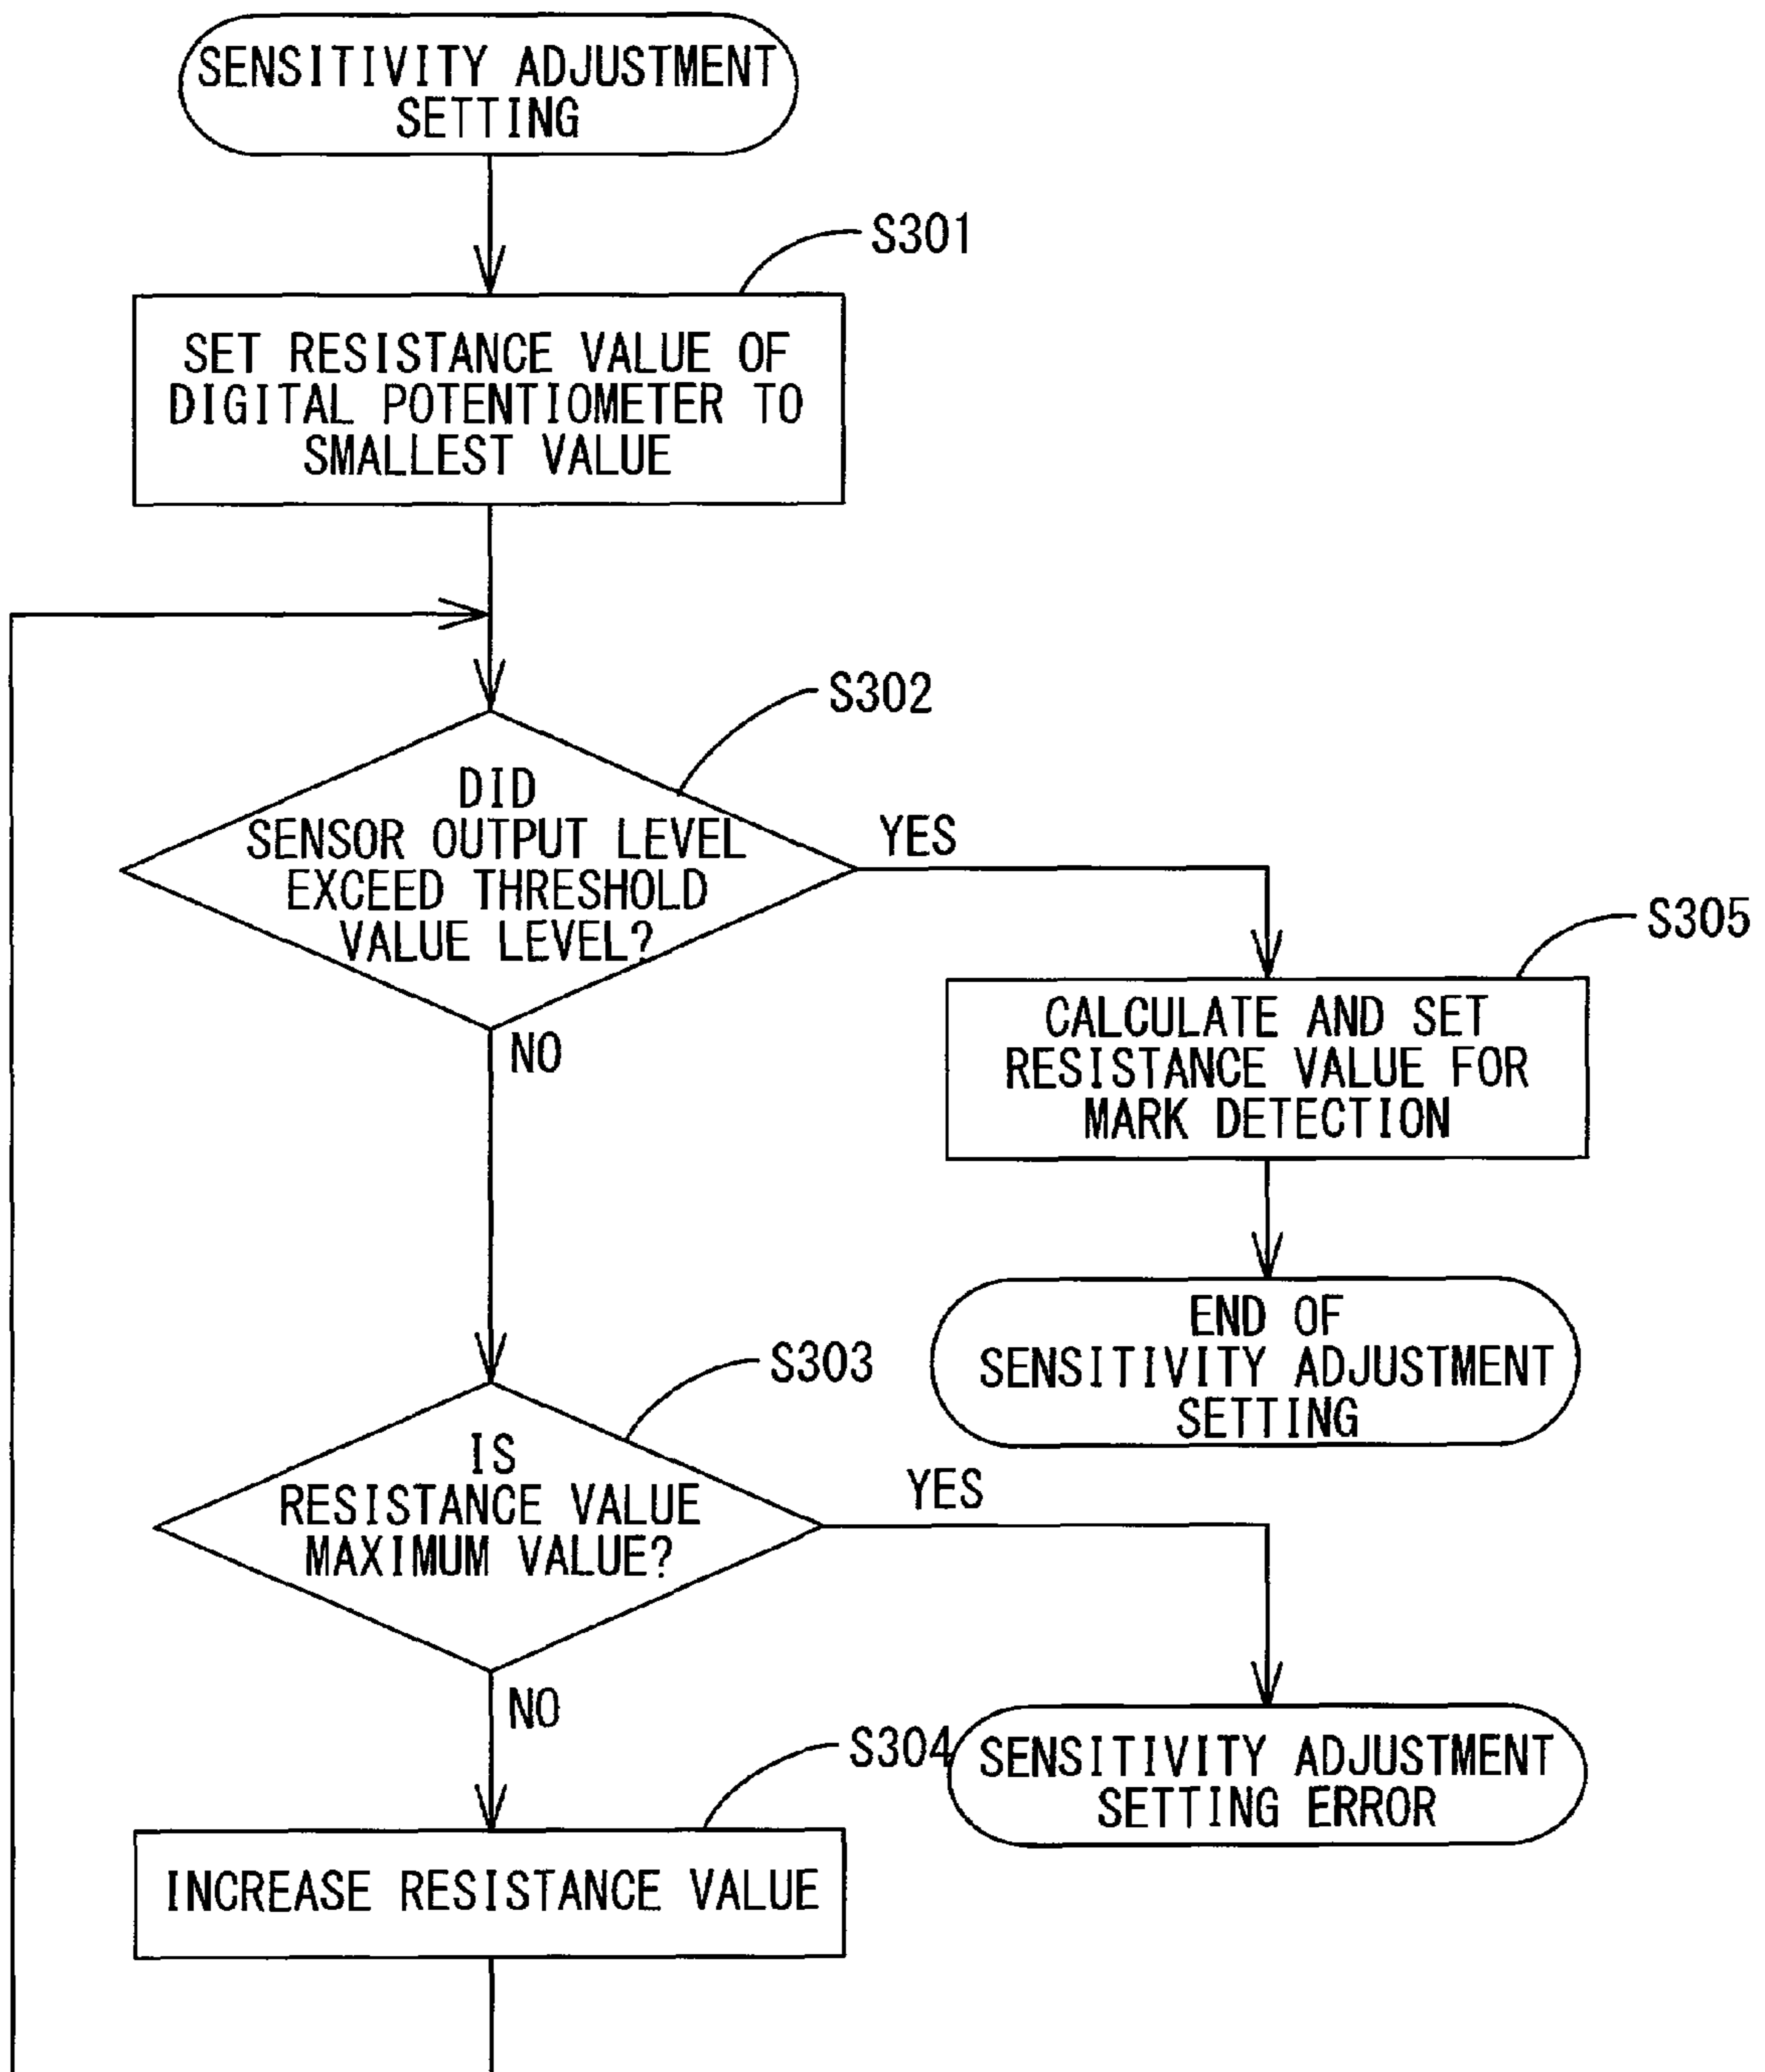 SENSITIVITY ADJUSTMENT
SETTING
S301
SET RESISTANCE VALUE OF
DIGITAL POTENTIOMETER TO
SMALLEST VALUE
S302
DID
SENSOR OUTPUT LEVEL
EXCEED THRESHOLD
VALUE LEVEL?
YES
NO
S305
CALCULATE AND SET
RESISTANCE VALUE FOR
MARK DETECTION
END OF
SENSITIVITY ADJUSTMENT
SETTING
S303
IS
RESISTANCE VALUE
MAXIMUM VALUE?
YES
NO
SENSITIVITY ADJUSTMENT
SETTING ERROR
S304
INCREASE RESISTANCE VALUE